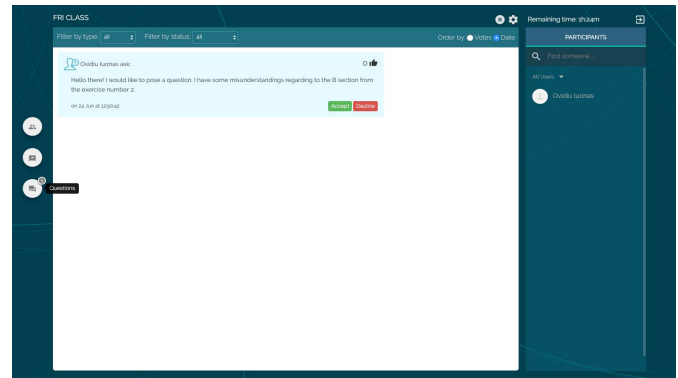 FRI CLASS
Remaining time: 1h:24m
Filter by type: all
Filter by status: all
Order by: Votes Date
PARTICIPANTS
Ovidiu Iuonas ask:
0
Hello there! I would like to pose a question. I have some misunderstandings regarding to the B section from
the exercise number 2.
on 24 Jun at 12:50:42
Accept
Decline
Find someone...
All Users
Ovidiu Iuonas
Questions